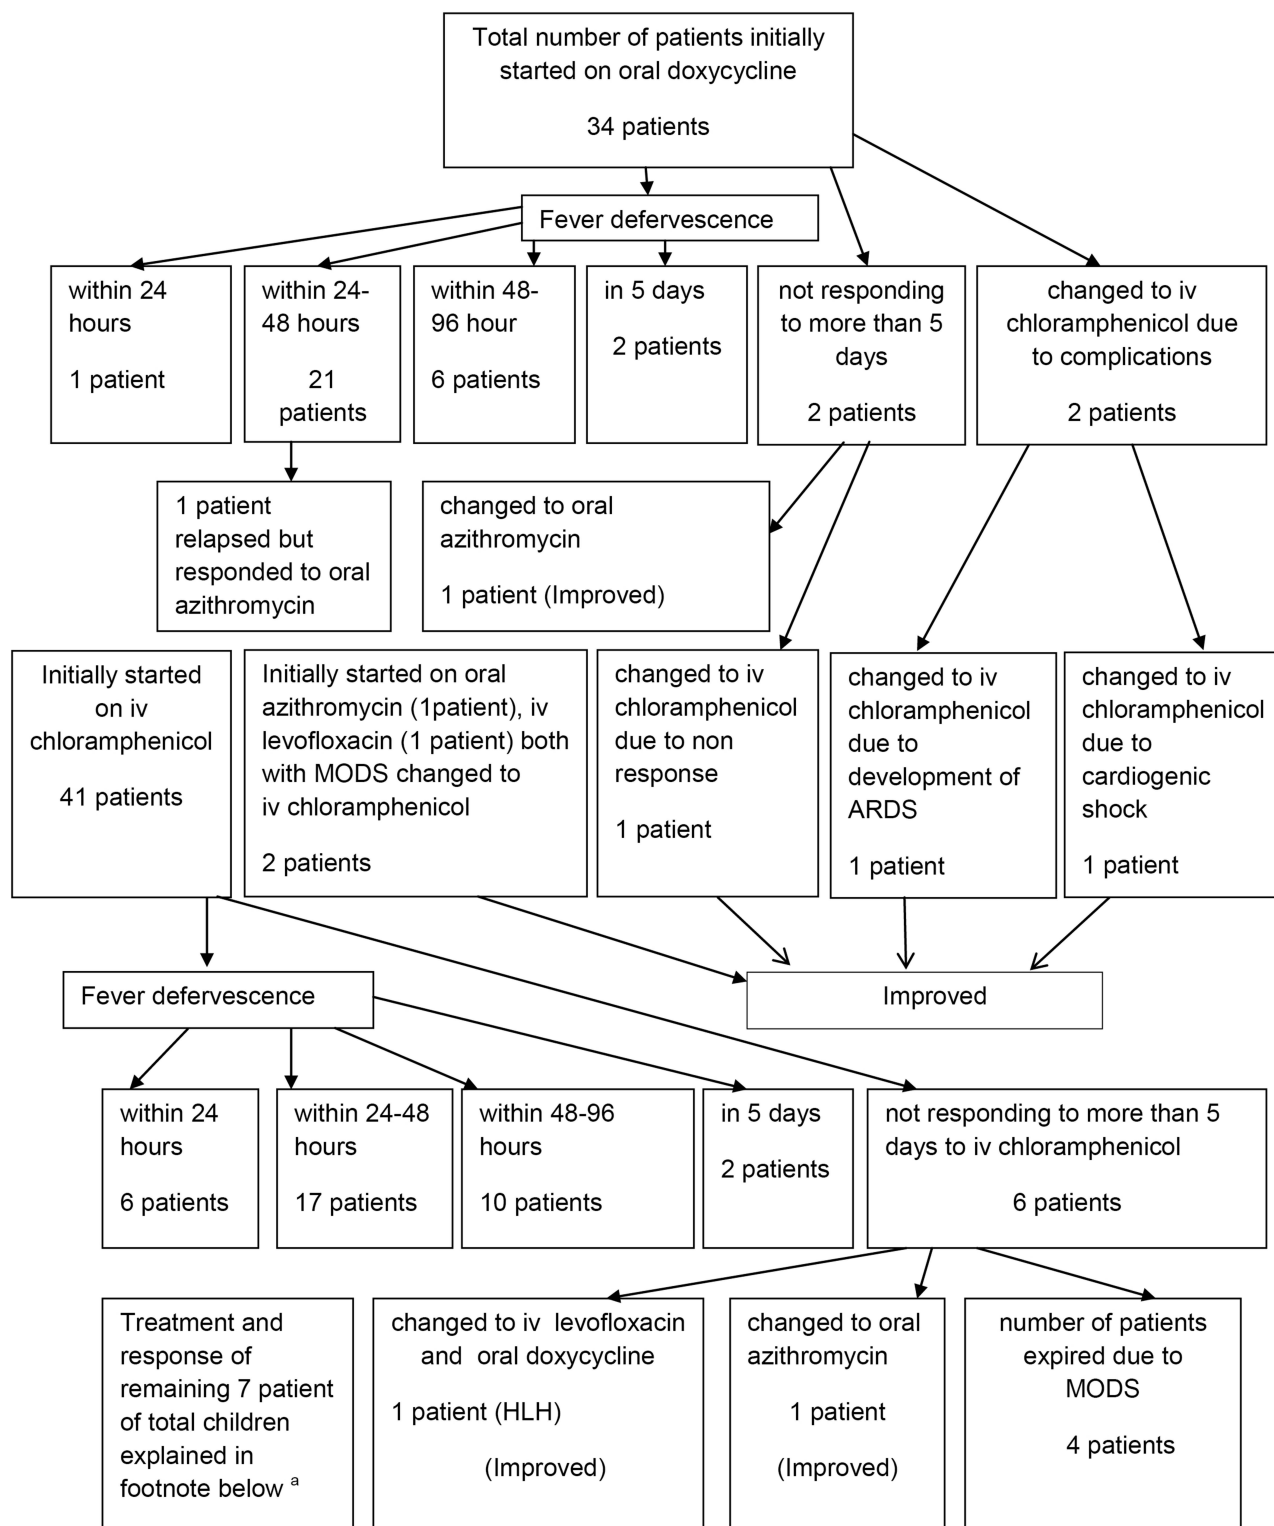 Total number of patients initially
started on oral doxycycline
34 patients
Fever defervescence
within 24
hours
1 patient
within 24-
48 hours
21
patients
within 48-
96 hour
6 patients
in 5 days
2 patients
not responding
to more than 5
days
2 patients
changed to iv
chloramphenicol due
to complications
2 patients
1 patient
relapsed but
responded to oral
azithromycin
changed to oral
azithromycin
1 patient (Improved)
Initially started
on iv
chloramphenicol
41 patients
Initially started on oral
azithromycin (1patient), iv
levofloxacin (1 patient) both
with MODS changed to
iv chloramphenicol
2 patients
changed to iv
chloramphenicol
due to non
response
1 patient
changed to iv
chloramphenicol
due to
development of
ARDS
1 patient
changed to iv
chloramphenicol
due to
cardiogenic
shock
1 patient
Fever defervescence
Improved
within 24
hours
6 patients
within 24-48
hours
17 patients
within 48-96
hours
10 patients
in 5 days
2 patients
not responding to more than 5
days to iv chloramphenicol
6 patients
Treatment and
response of
remaining 7 patient
of total children
explained in
footnote below a
changed to iv levofloxacin
and oral doxycycline
1 patient (HLH)
(Improved)
changed to oral
azithromycin
1 patient
(Improved)
number of patients
expired due to
MODS
4 patients